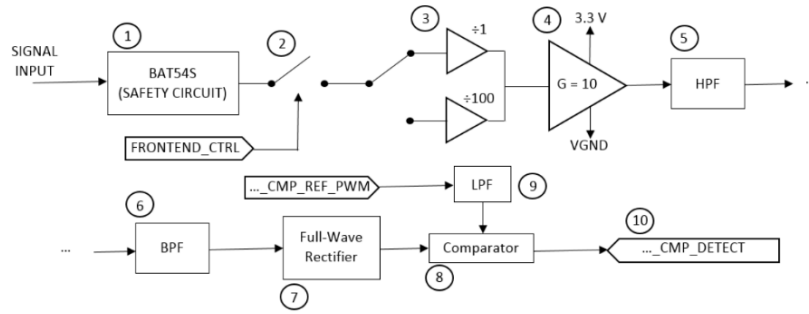 1
2
3
÷1
4
3.3 V
5
SIGNAL
INPUT
BAT54S
(SAFETY CIRCUIT)
G = 10
HPF
...
÷100
FRONTEND_CTRL
VGND
..._CMP_REF_PWM
LPF
9
6
10
...
BPF
Full-Wave
Rectifier
Comparator
..._CMP_DETECT
7
8